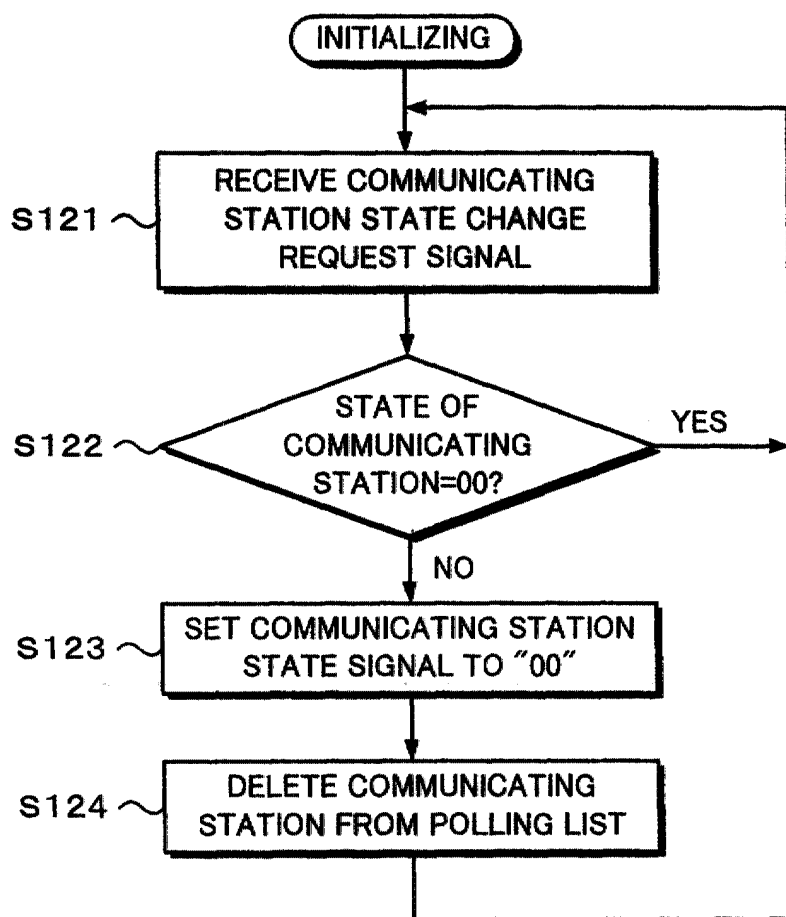 INITIALIZING
RECEIVE COMMUNICATING
STATION STATE CHANGE
REQUEST SIGNAL
S121
STATE OF
COMMUNICATING
STATION=00?
S122
YES
NO
SET COMMUNICATING STATION
STATE SIGNAL TO "00"
S123
DELETE COMMUNICATING
STATION FROM POLLING LIST
S124